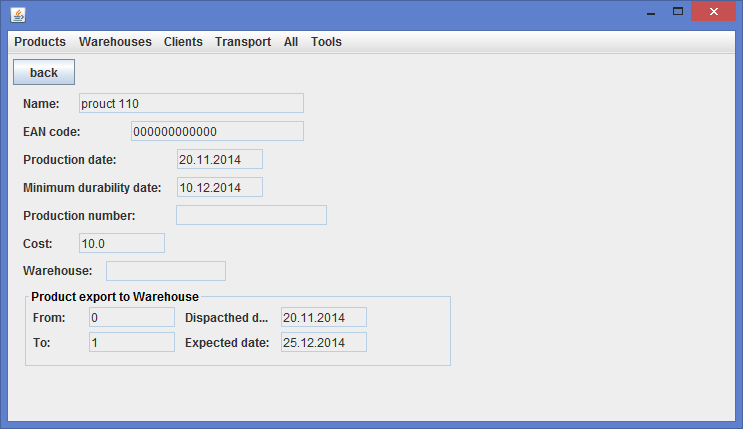 Products Warehouses Clients Transport All Tools
back
Name: prouct 110
EAN code: 000000000000
Production date: 20.11.2014
Minimum durability date: 10.12.2014
Production number:
Cost: 10.0
Warehouse:
Product export to Warehouse
From: 0 Dispacthed d... 20.11.2014
To: 1 Expected date: 25.12.2014